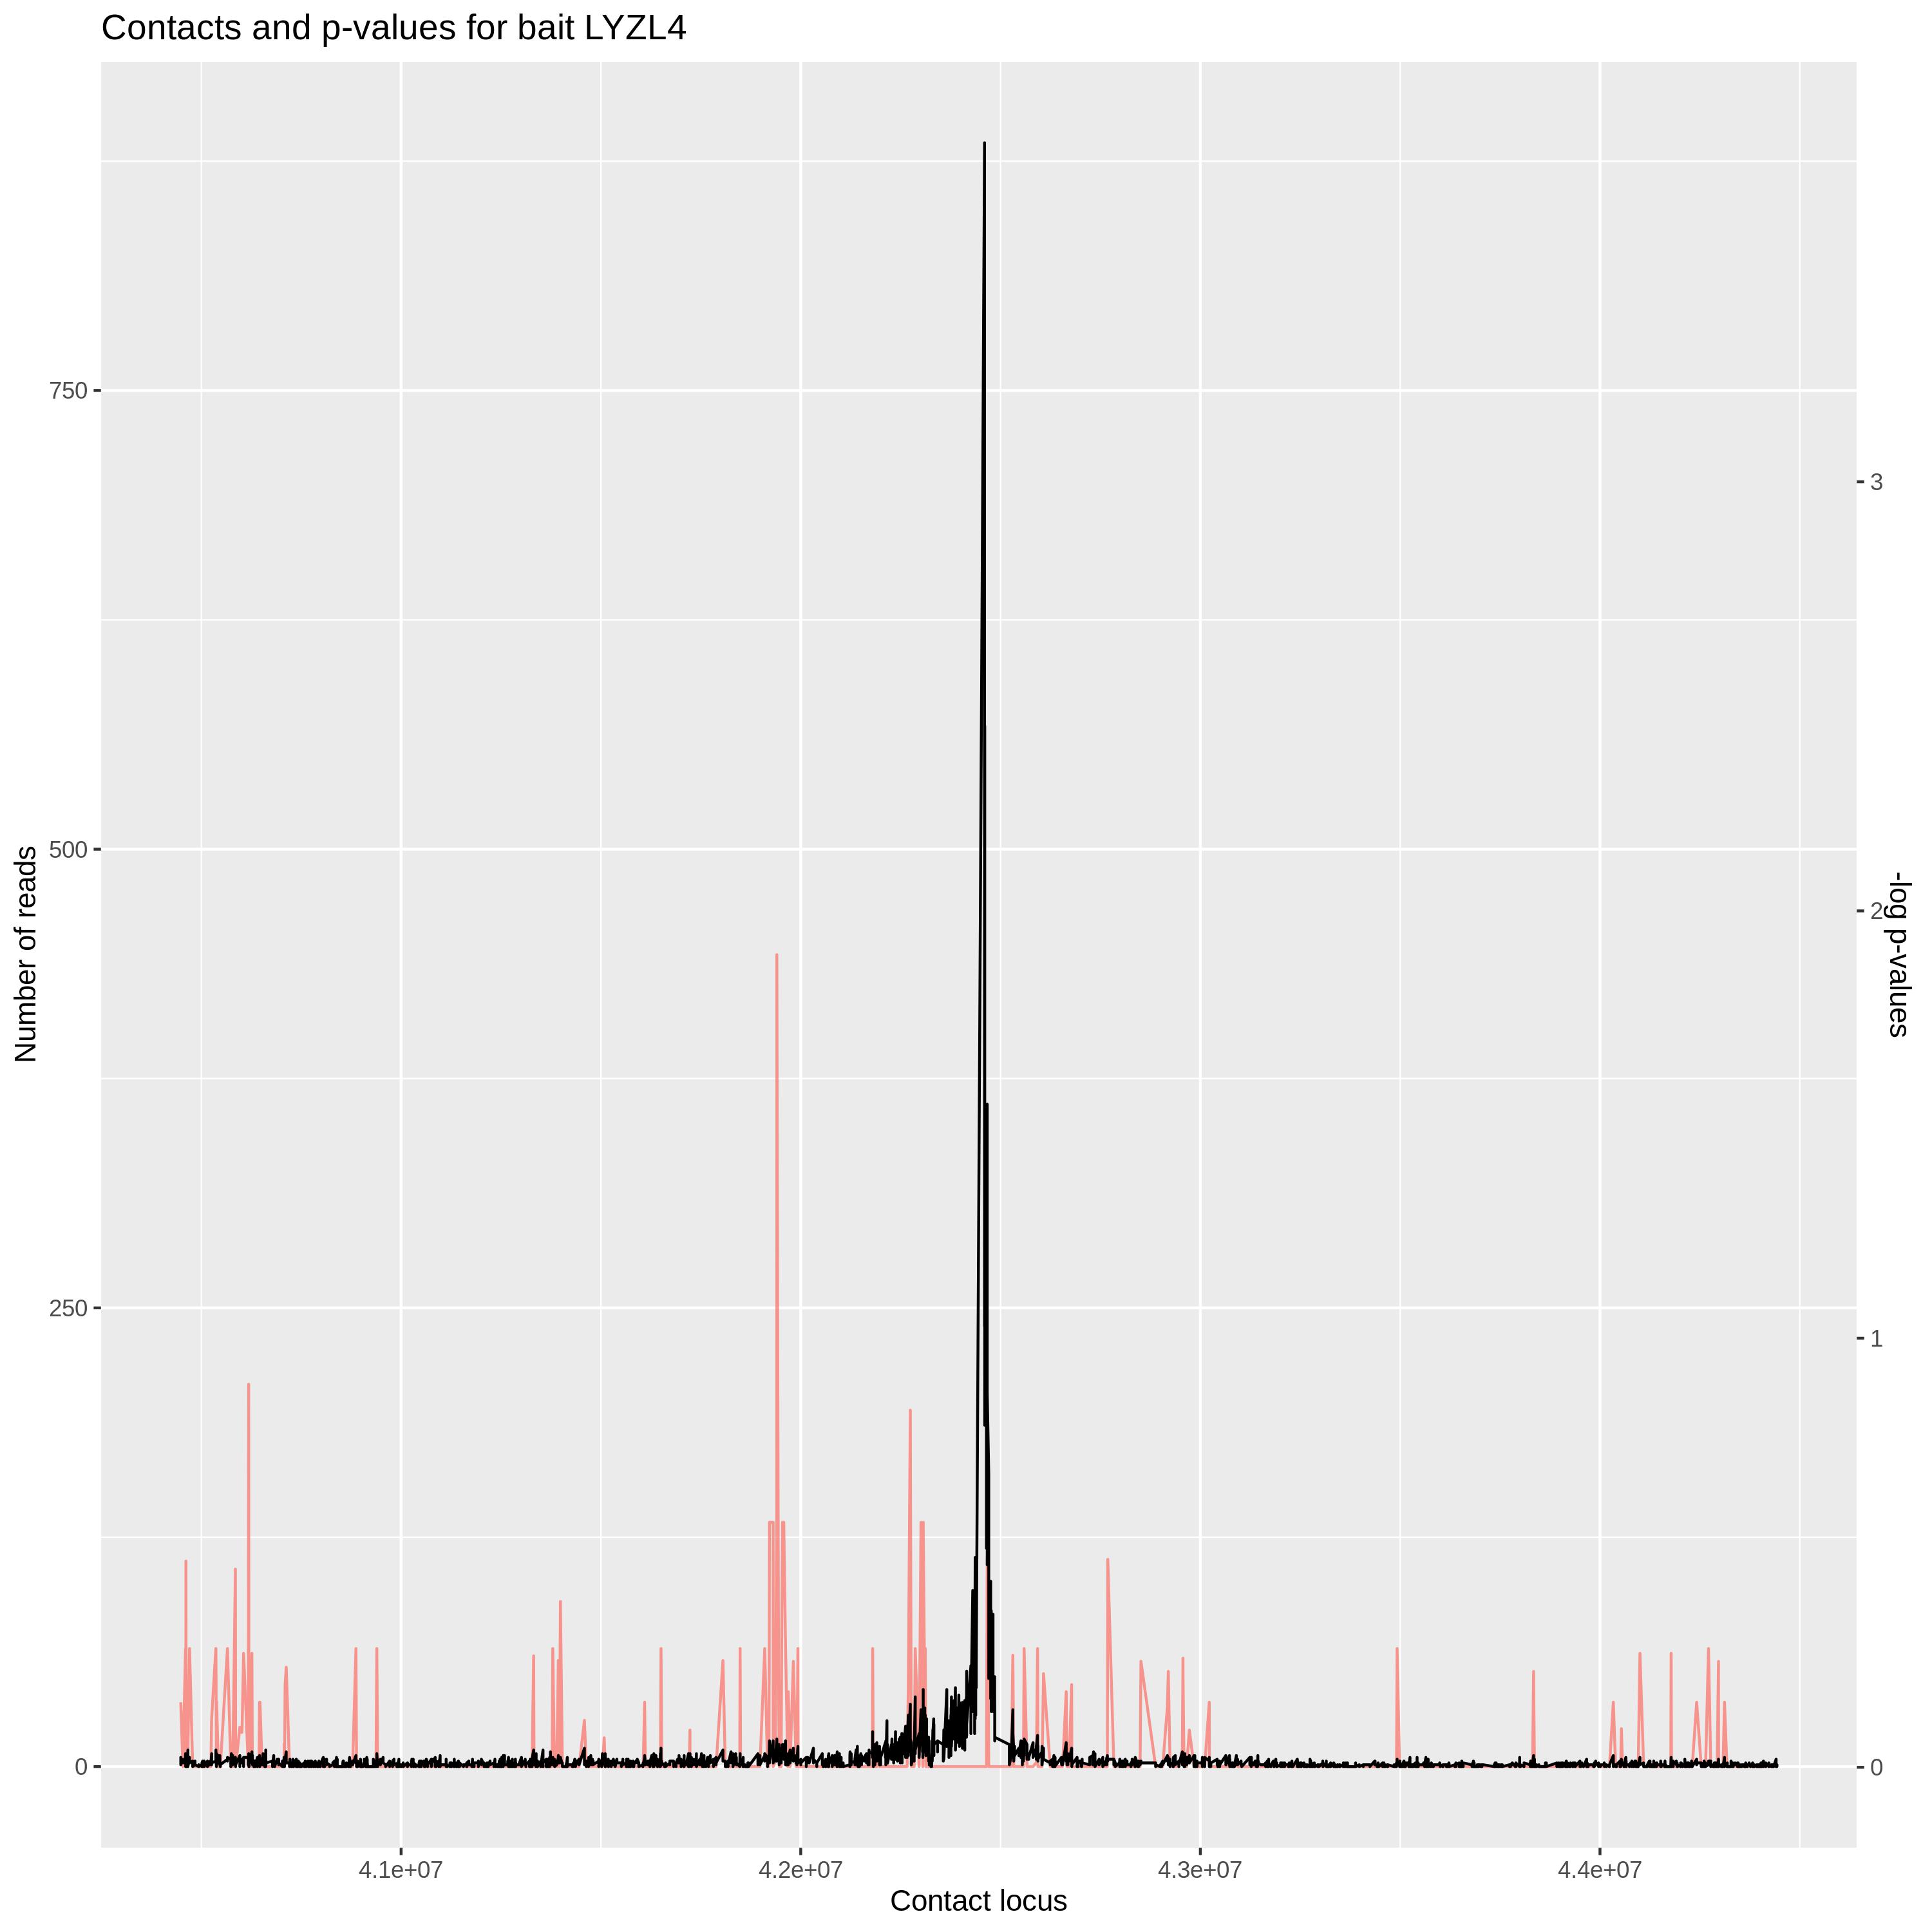 Contacts and p-values for bait LYZL4
750
500
250
0
3
2
1
0
Number of reads
-log p-values
4.1e+07
4.2e+07
4.3e+07
4.4e+07
Contact locus